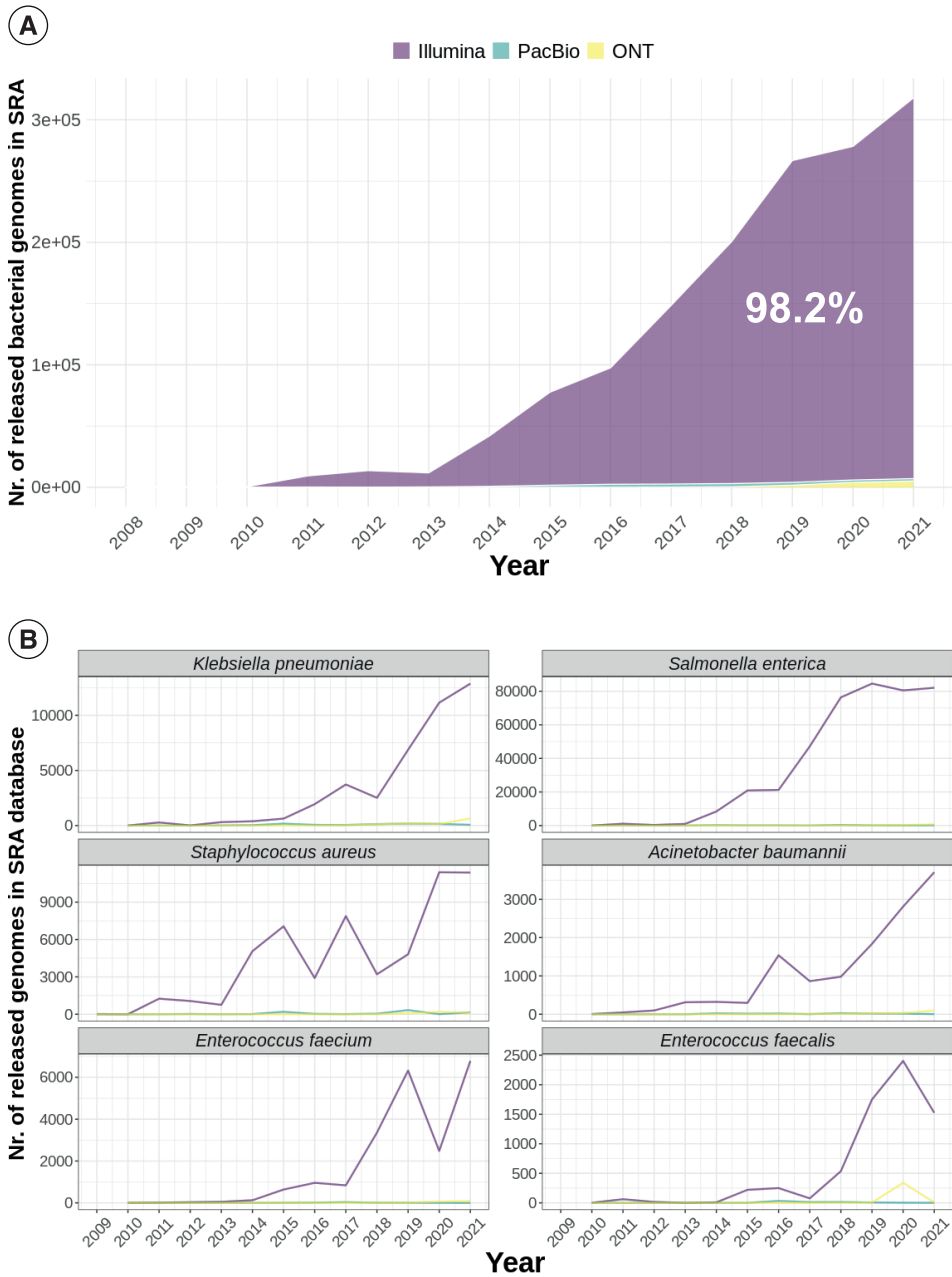 A
Illumina PacBio ONT
Nr. of released bacterial genomes in SRA
3e+05
2e+05
1e+05
0e+00
98.2%
2008 2009 2010 2011 2012 2013 2014 2015 2016 2017 2018 2019 2020 2021
Year
B
Nr. of released genomes in SRA database
Klebsiella pneumoniae
10000
5000
0
Salmonella enterica
80000
60000
40000
20000
0
Staphylococcus aureus
9000
6000
3000
0
Acinetobacter baumannii
3000
2000
1000
0
Enterococcus faecium
6000
4000
2000
0
Enterococcus faecalis
2500
2000
1500
1000
500
0
2009 2010 2011 2012 2013 2014 2015 2016 2017 2018 2019 2020 2021
2009 2010 2011 2012 2013 2014 2015 2016 2017 2018 2019 2020 2021
Year